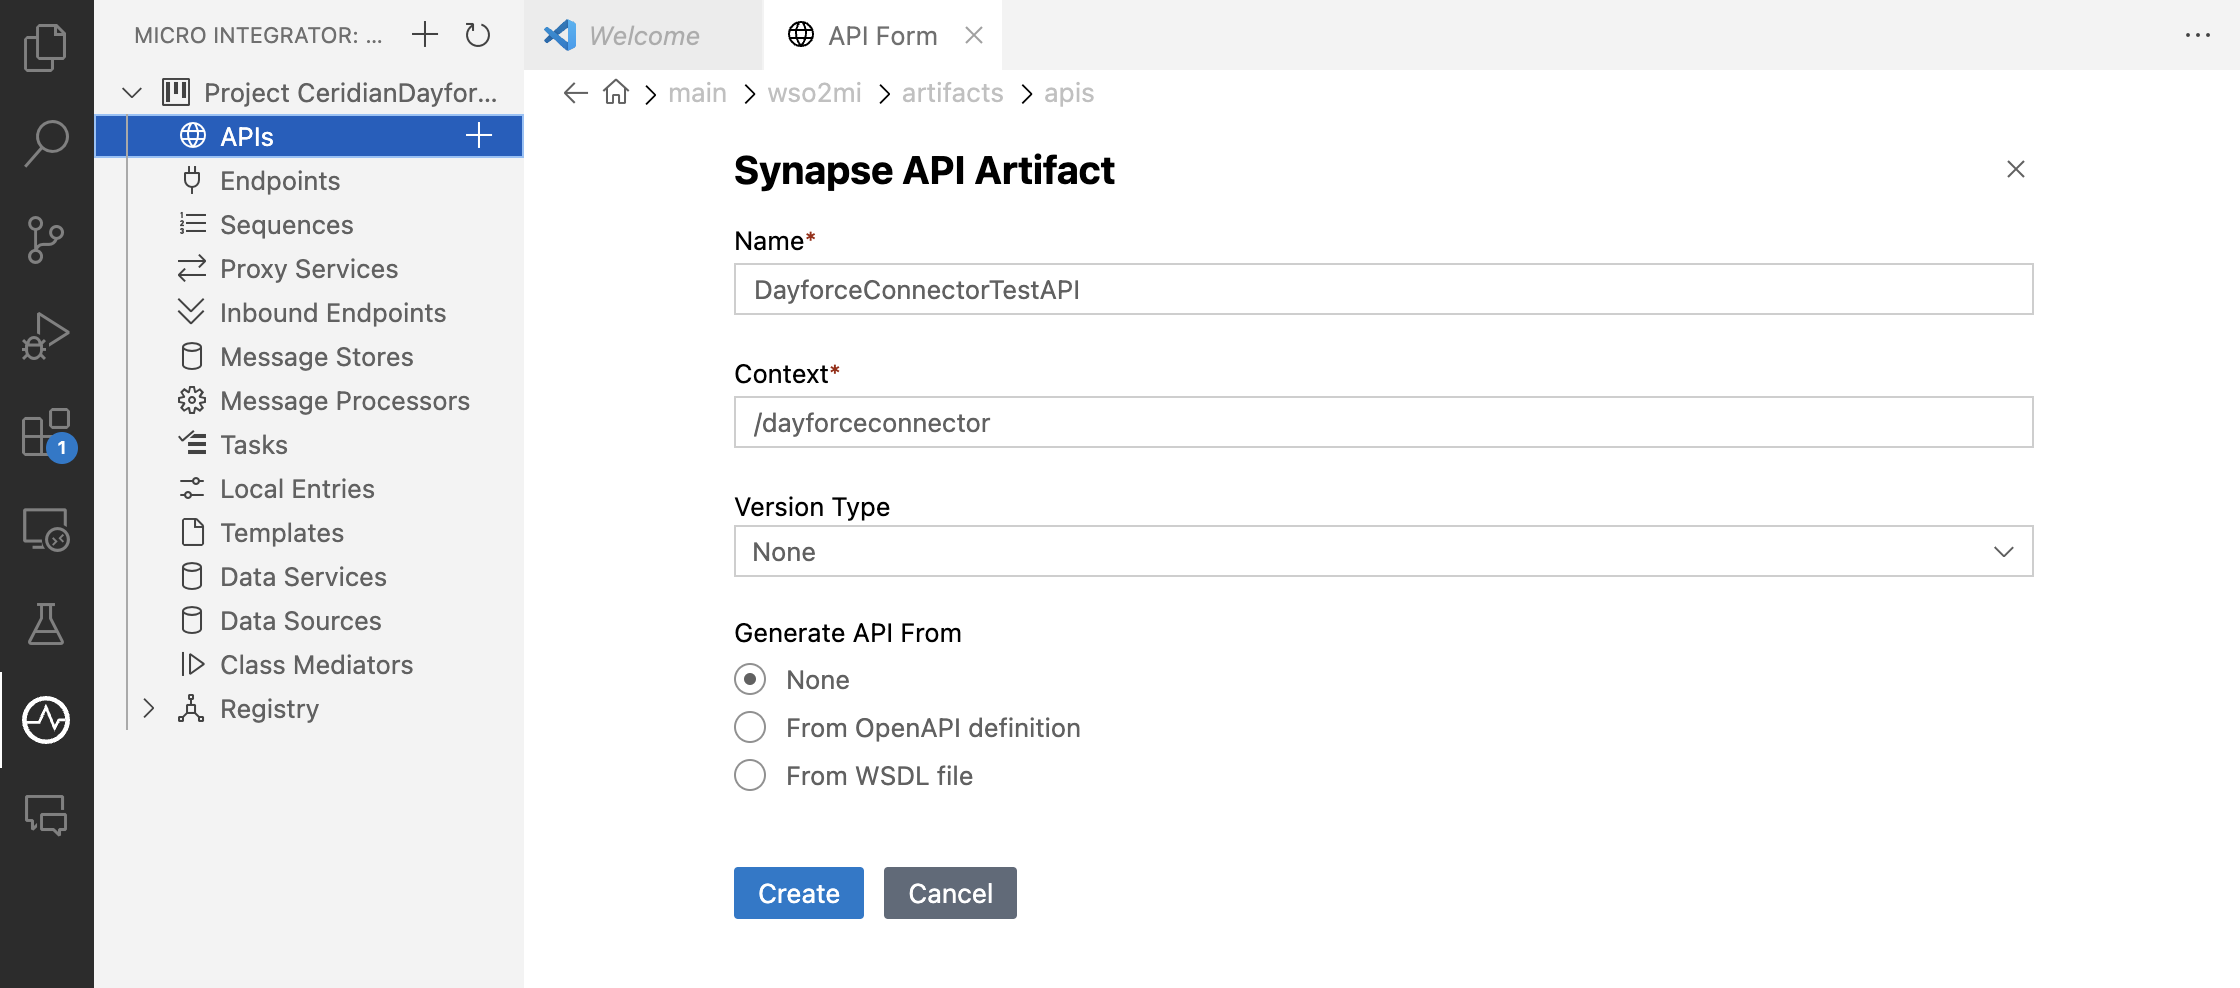 MICRO INTEGRATOR: ...
Project CeridianDayfor...
APIs
Endpoints
Sequences
Proxy Services
Inbound Endpoints
Message Stores
Message Processors
Tasks
Local Entries
Templates
Data Services
Data Sources
Class Mediators
Registry
1
Welcome
API Form
main > wso2mi > artifacts > apis
Synapse API Artifact
Name*
DayforceConnectorTestAPI
Context*
/dayforceconnector
Version Type
None
Generate API From
None
From OpenAPI definition
From WSDL file
Create
Cancel